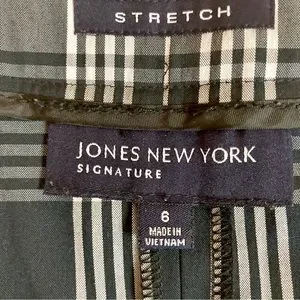 STRETCH
JONES NEW YORK
SIGNATURE
6
MADE IN
VIETNAM